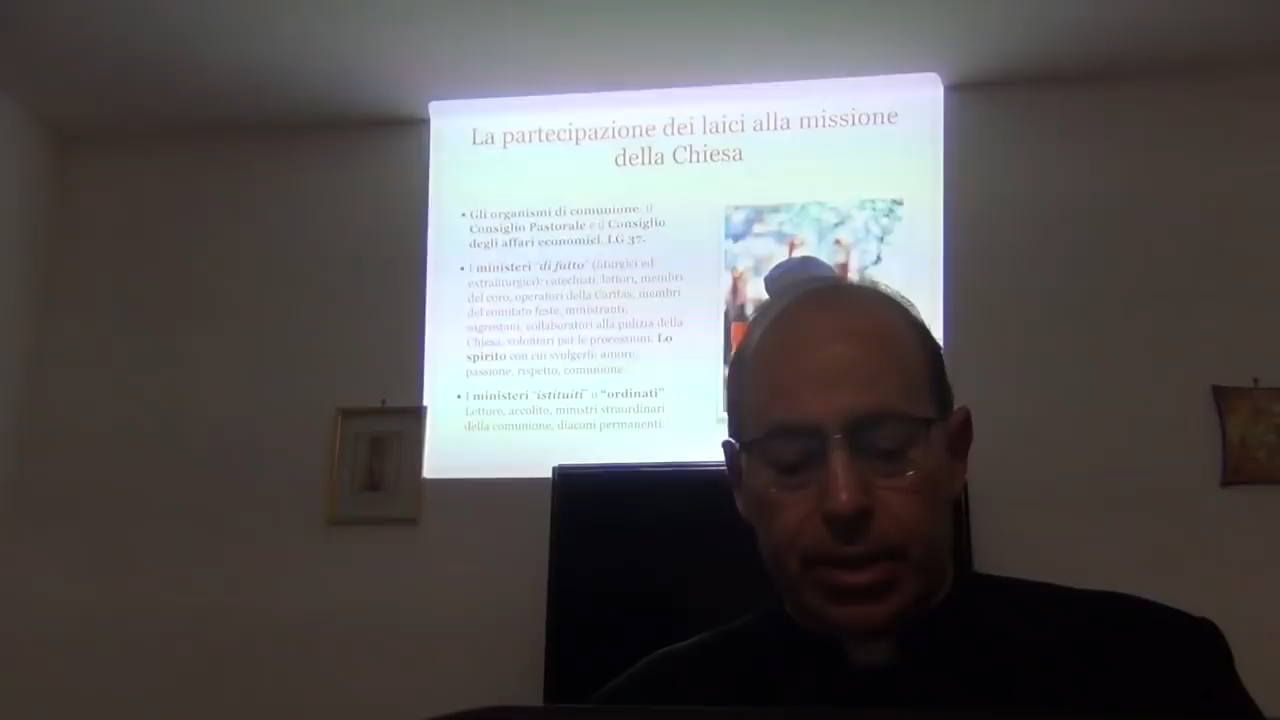 La partecipazione dei laici alla missione
della Chiesa
• Gli organismi di comunione: il
Consiglio Pastorale e il Consiglio
degli affari economici. LG 37.
• I ministeri "di fatto" (liturgici ed
extraliturgici): catechisti, lettori, membri
del coro, operatori della Caritas, membri
del comitato feste, ministranti,
sagrestani, collaboratori alla pulizia della
Chiesa, volontari per le processioni. Lo
spirito con cui svolgerli: amore,
passione, rispetto, comunione.
• I ministeri "istituiti" o "ordinati"
Lettore, accolito, ministri straordinari
della comunione, diaconi permanenti.